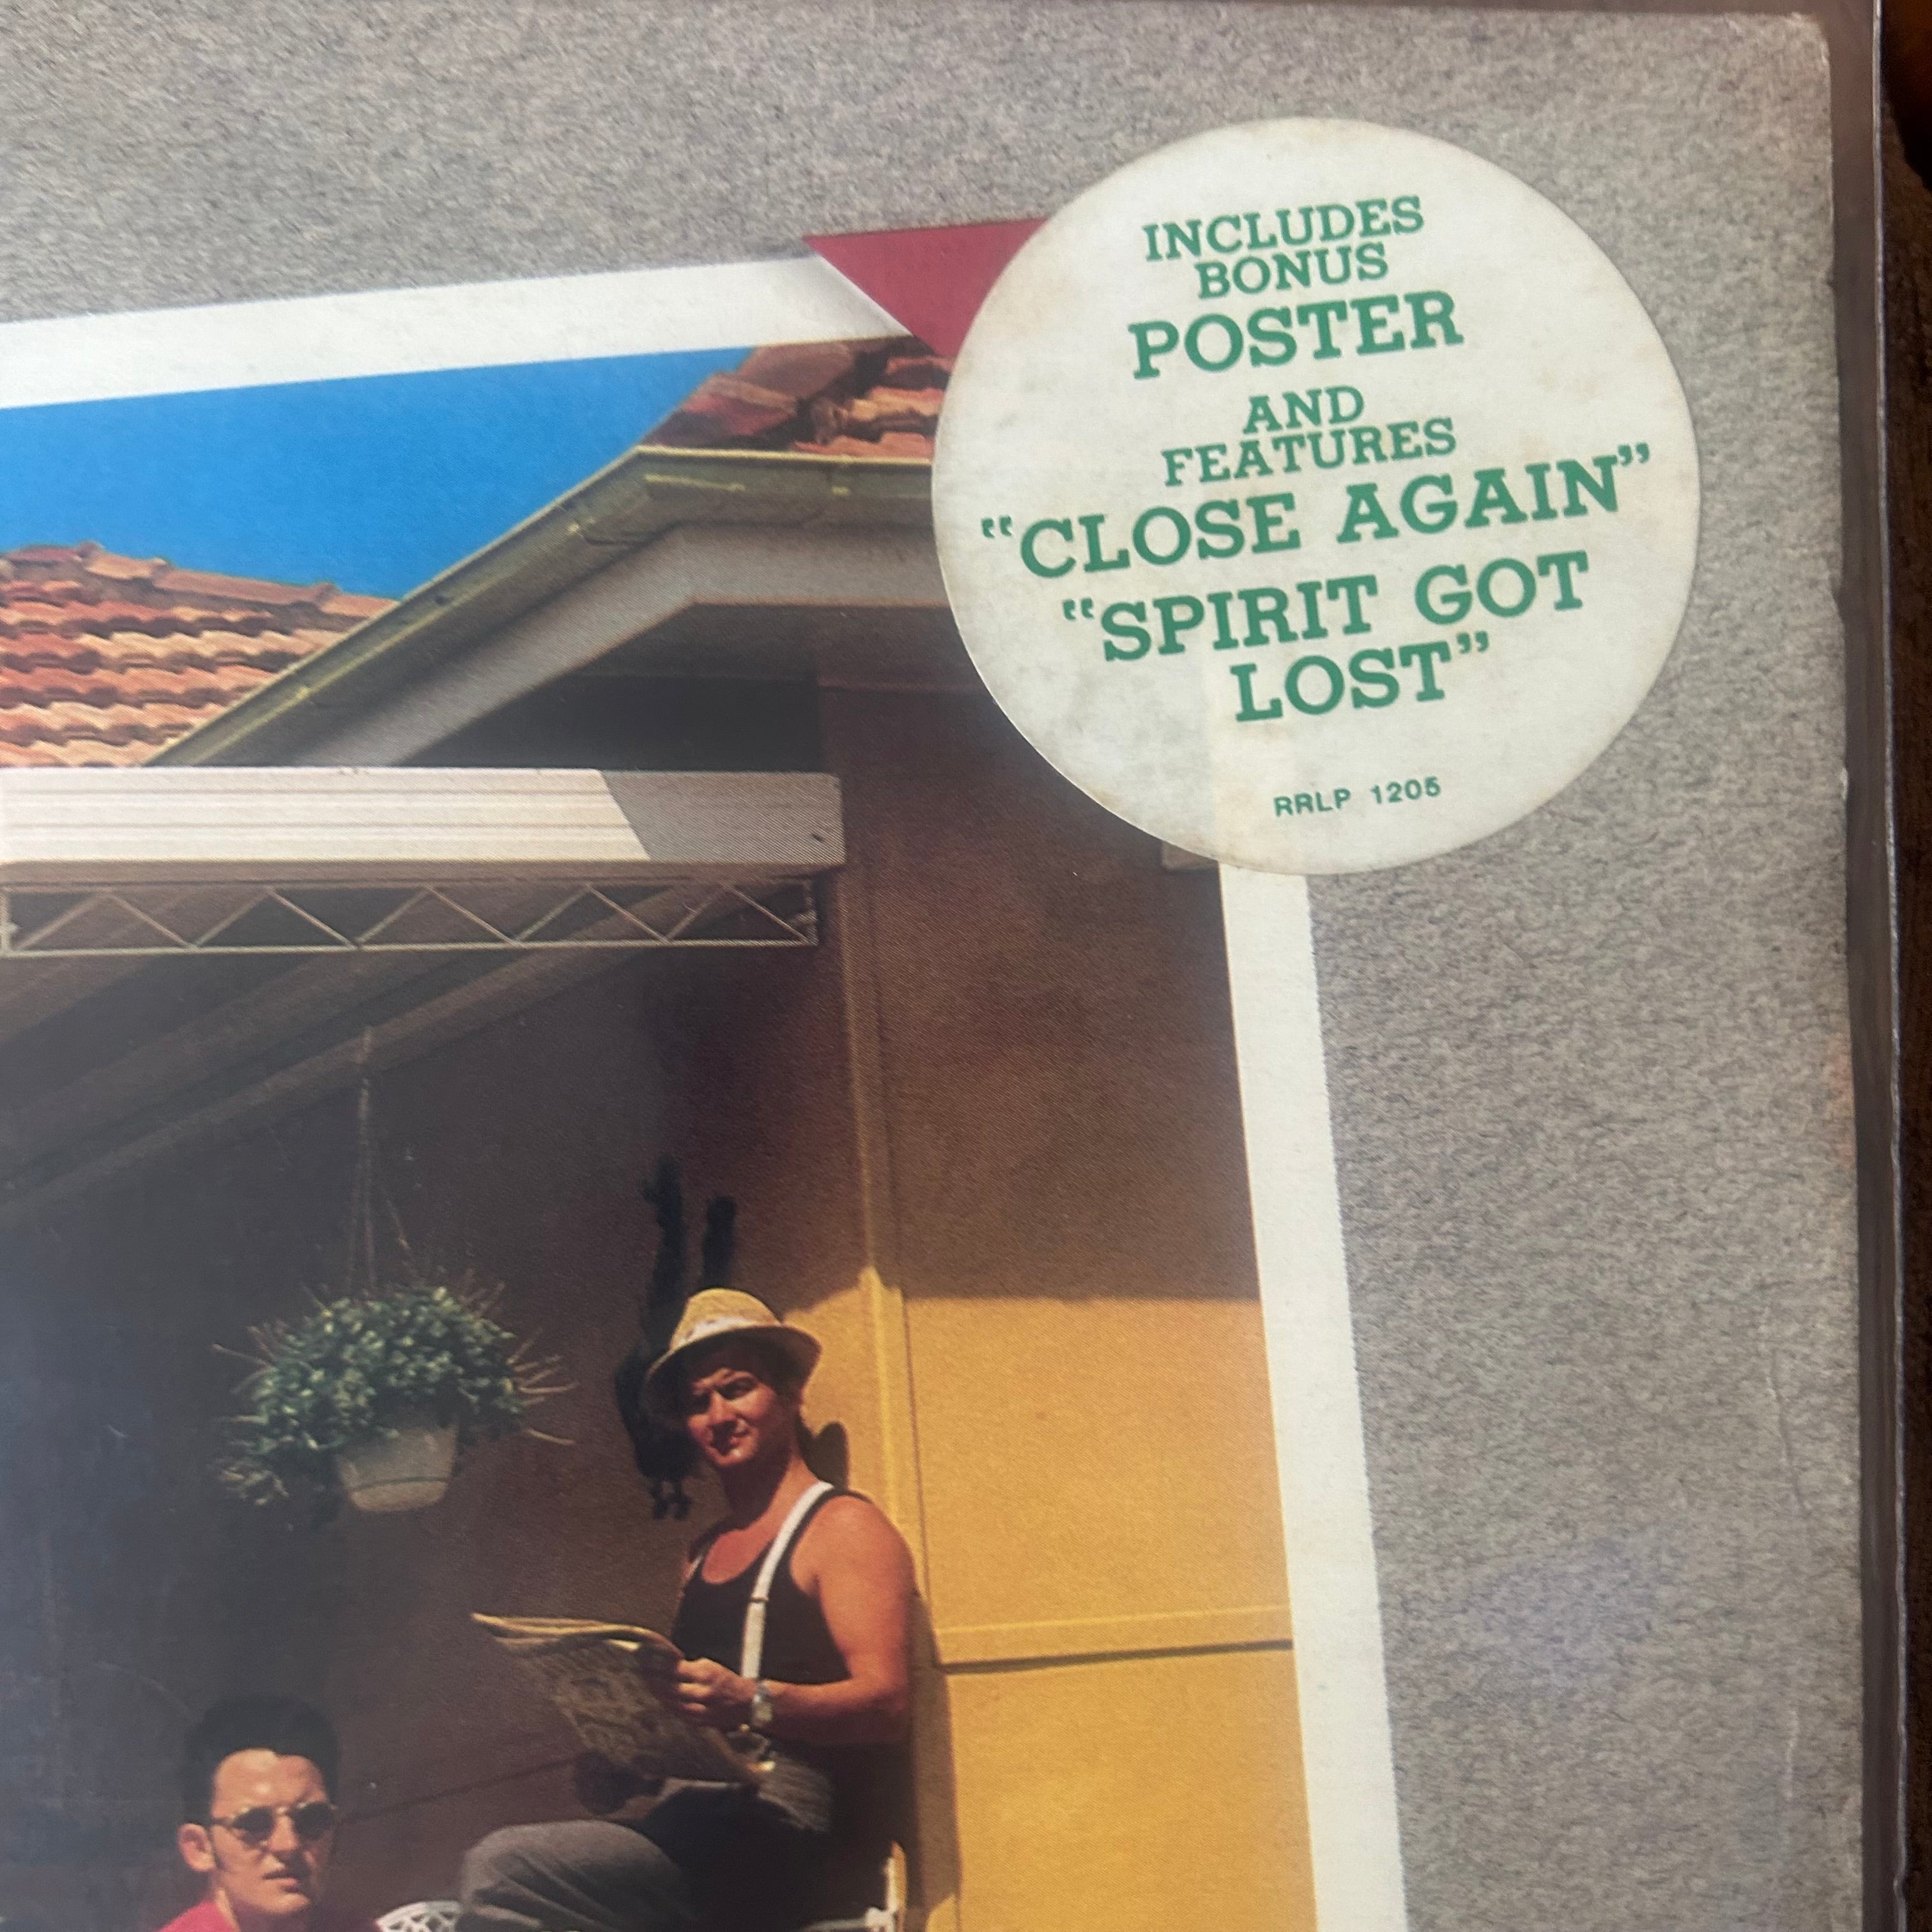 INCLUDES
BONUS
POSTER
AND
FEATURES
"CLOSE AGAIN"
"SPIRIT GOT
LOST"
RRLP 1205